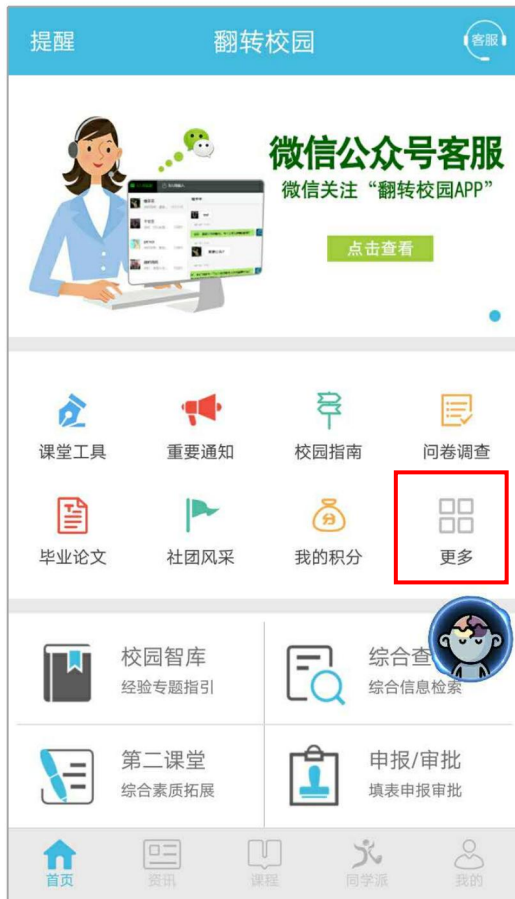 提醒
翻转校园
客服
微信公众号客服
微信关注“翻转校园APP”
点击查看
课堂工具
重要通知
校园指南
问卷调查
毕业论文
社团风采
分
我的积分
更多
校园智库
经验专题指引
综合查
综合信息检索
第二课堂
综合素质拓展
申报/审批
填表申报审批
首页
资讯
课程
同学派
我的